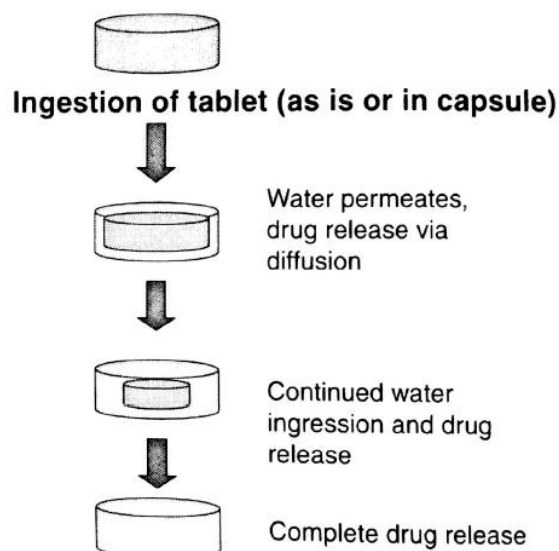 Ingestion of tablet (as is or in capsule)
Water permeates,
drug release via
diffusion
Continued water
ingression and drug
release
Complete drug release